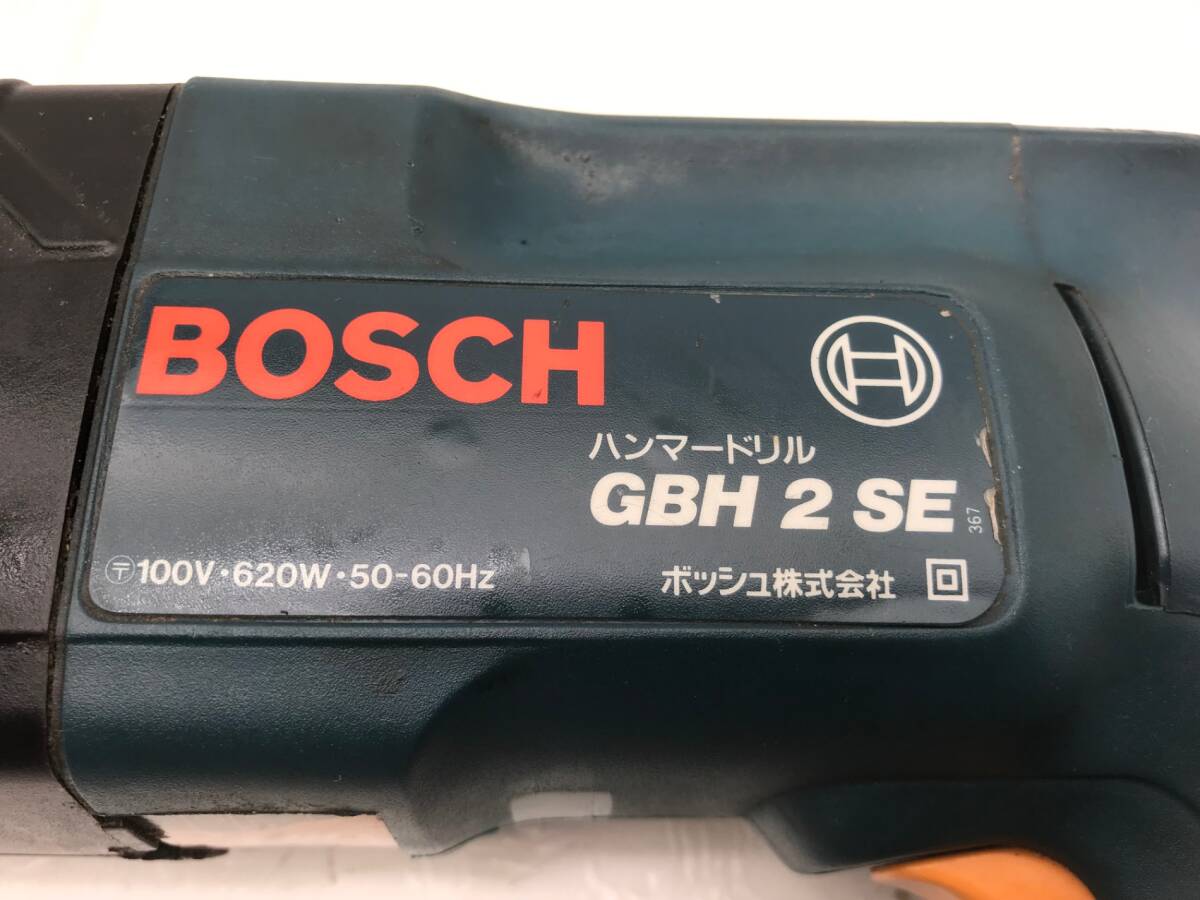 BOSCH
ハンマードリル
GBH 2 SE
367
〶100V・620W・50-60Hz
ボッシュ株式会社